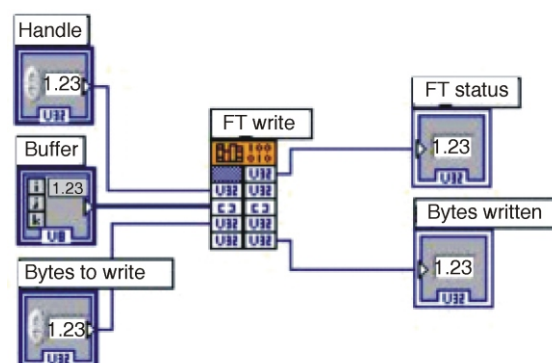 Handle
1.23
U32
Buffer
i
j
k
1.23
U8
Bytes to write
1.23
U32
FT write
U32
U32
U32 U32
U32 U32
FT status
1.23
U32
Bytes written
1.23
U32